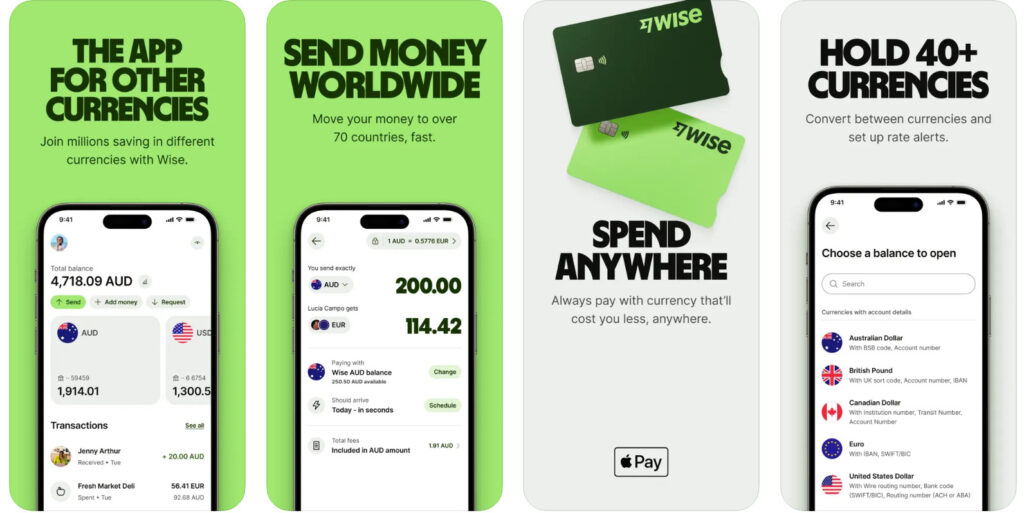 THE APP
FOR OTHER
CURRENCIES
Join millions saving in different
currencies with Wise.
9:41
Total balance
4,718.09 AUD
Send
Add money
Request
AUD
USD
·· 59459
·· 6 6754
1,914.01
1,300.5
Transactions
See all
Jenny Arthur
Received • Tue
+ 20.00 AUD
Fresh Market Deli
Spent • Tue
56.41 EUR
92.68 AUD
SEND MONEY
WORLDWIDE
Move your money to over
70 countries, fast.
9:41
1 AUD = 0.5776 EUR
You send exactly
AUD
200.00
Lucia Campo gets
EUR
114.42
Paying with
Wise AUD balance
250.50 AUD available
Change
Should arrive
Today - in seconds
Schedule
Total fees
Included in AUD amount
1.91 AUD
WISE
WISE
SPEND
ANYWHERE
Always pay with currency that'll
cost you less, anywhere.
Pay
HOLD 40+
CURRENCIES
Convert between currencies and
set up rate alerts.
9:41
Choose a balance to open
Search
Currencies with account details
Australian Dollar
With BSB code, Account number
British Pound
With UK sort code, Account number, IBAN
Canadian Dollar
With Institution number, Transit Number,
Account Number
Euro
With IBAN, SWIFT/BIC
United States Dollar
With Wire routing number, Bank code
(SWIFT/BIC), Routing number (ACH or ABA)